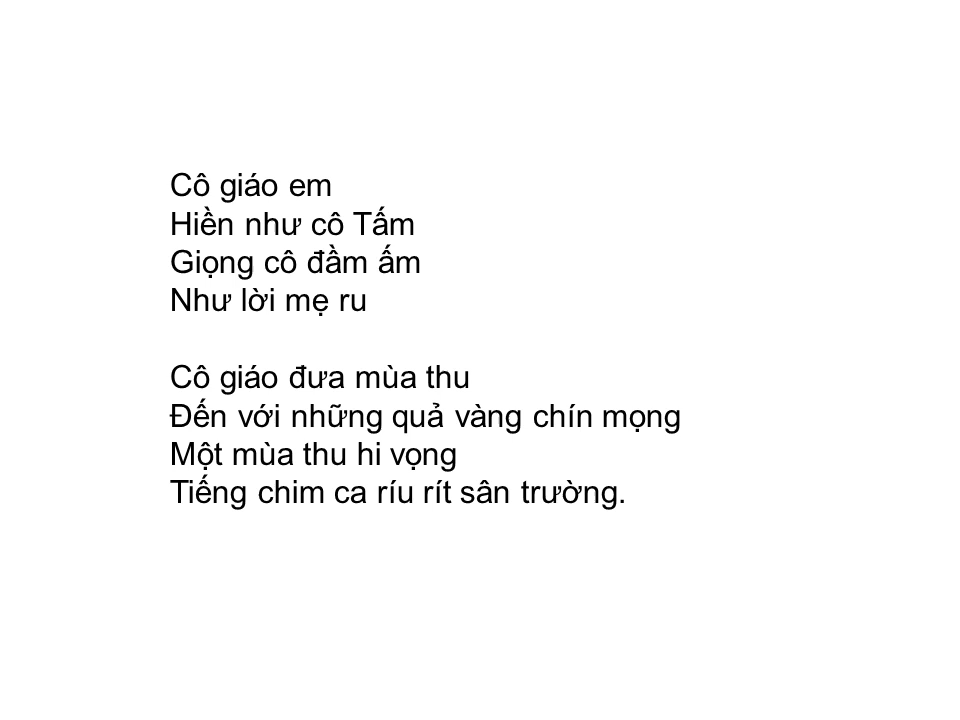 Cô giáo em
Hiền như cô Tấm
Giọng cô đầm ấm
Như lời mẹ ru
Cô giáo đưa mùa thu
Đến với những quả vàng chín mọng
Một mùa thu hi vọng
Tiếng chim ca ríu rít sân trường.